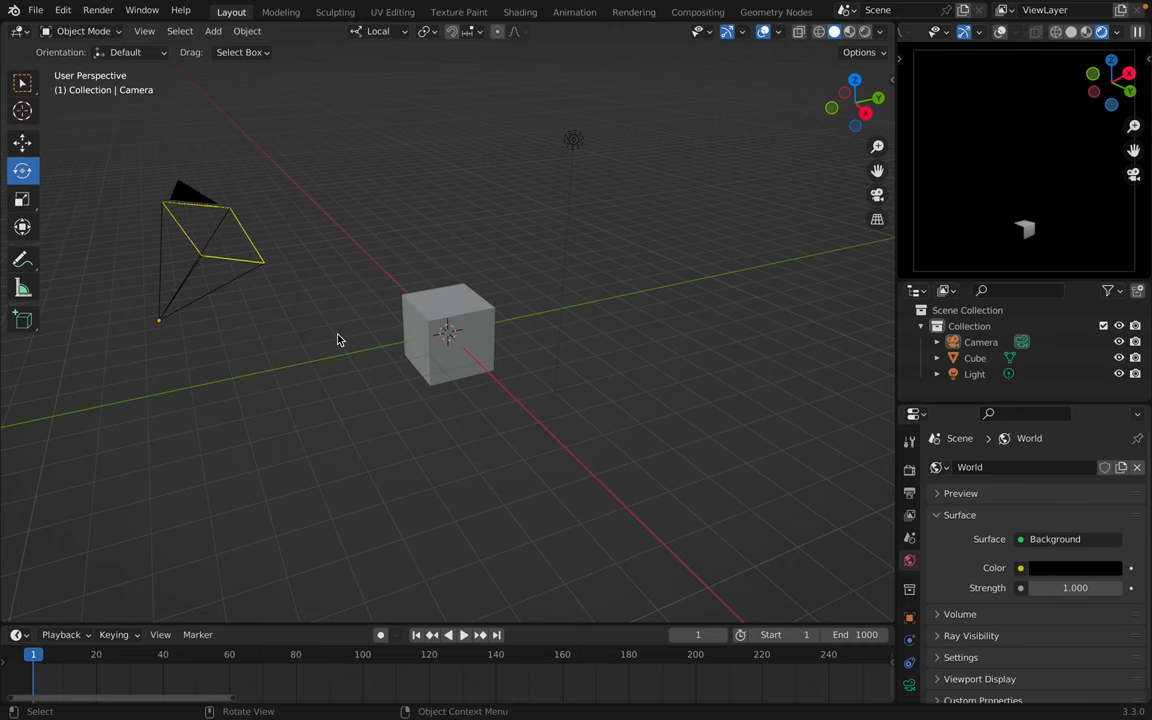 File Edit Render Window Help Layout Modeling Sculpting UV Editing Texture Paint Shading Animation Rendering Compositing Geometry Nodes Scene ViewLayer
Object Mode View Select Add Object Local
Orientation: Default Drag: Select Box Options
User Perspective
(1) Collection | Camera
Z
Y
X
Z
X
Y
Scene Collection
Collection
Camera
Cube
Light
Scene World
World
Preview
Surface
Surface Background
Color
Strength 1.000
Volume
Ray Visibility
Settings
Viewport Display
Custom Properties
Playback Keying View Marker 1 Start 1 End 1000
1 20 40 60 80 100 120 140 160 180 200 220 240
Select Rotate View Object Context Menu 3.3.0